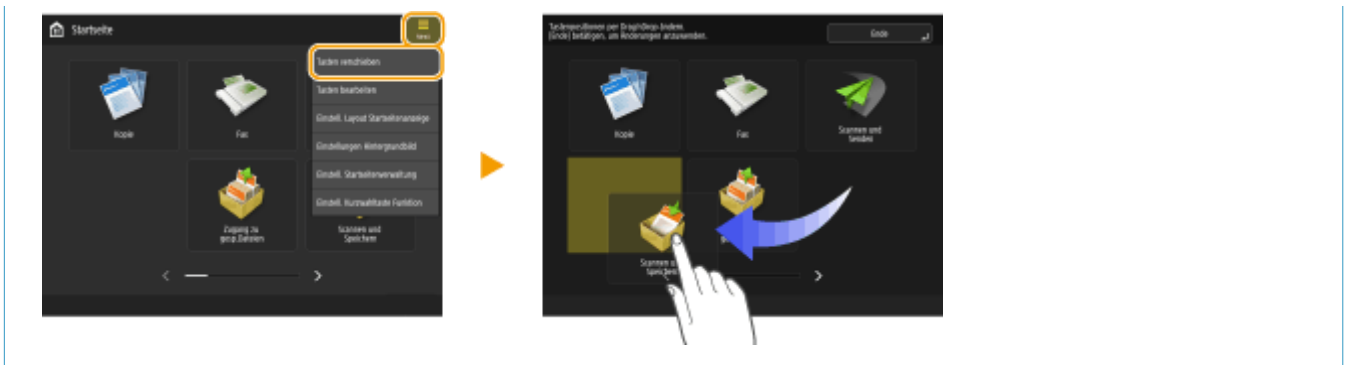 Startseite
Menü
Tasten verschieben
Tasten bearbeiten
Einstell. Layout Startseitenanzeige
Einstellungen Hintergrundbild
Einstell. Startseitenverwaltung
Einstell. Kurzwahltaste Funktion
Kopie
Fax
Zugang zu
gesp.Dateien
Scannen und
Speichern
Tastenpositionen per Drag&Drop ändern.
[Ende] betätigen, um Änderungen anzuwenden.
Ende
Kopie
Fax
Scannen und
Senden
Scannen u
Speichern